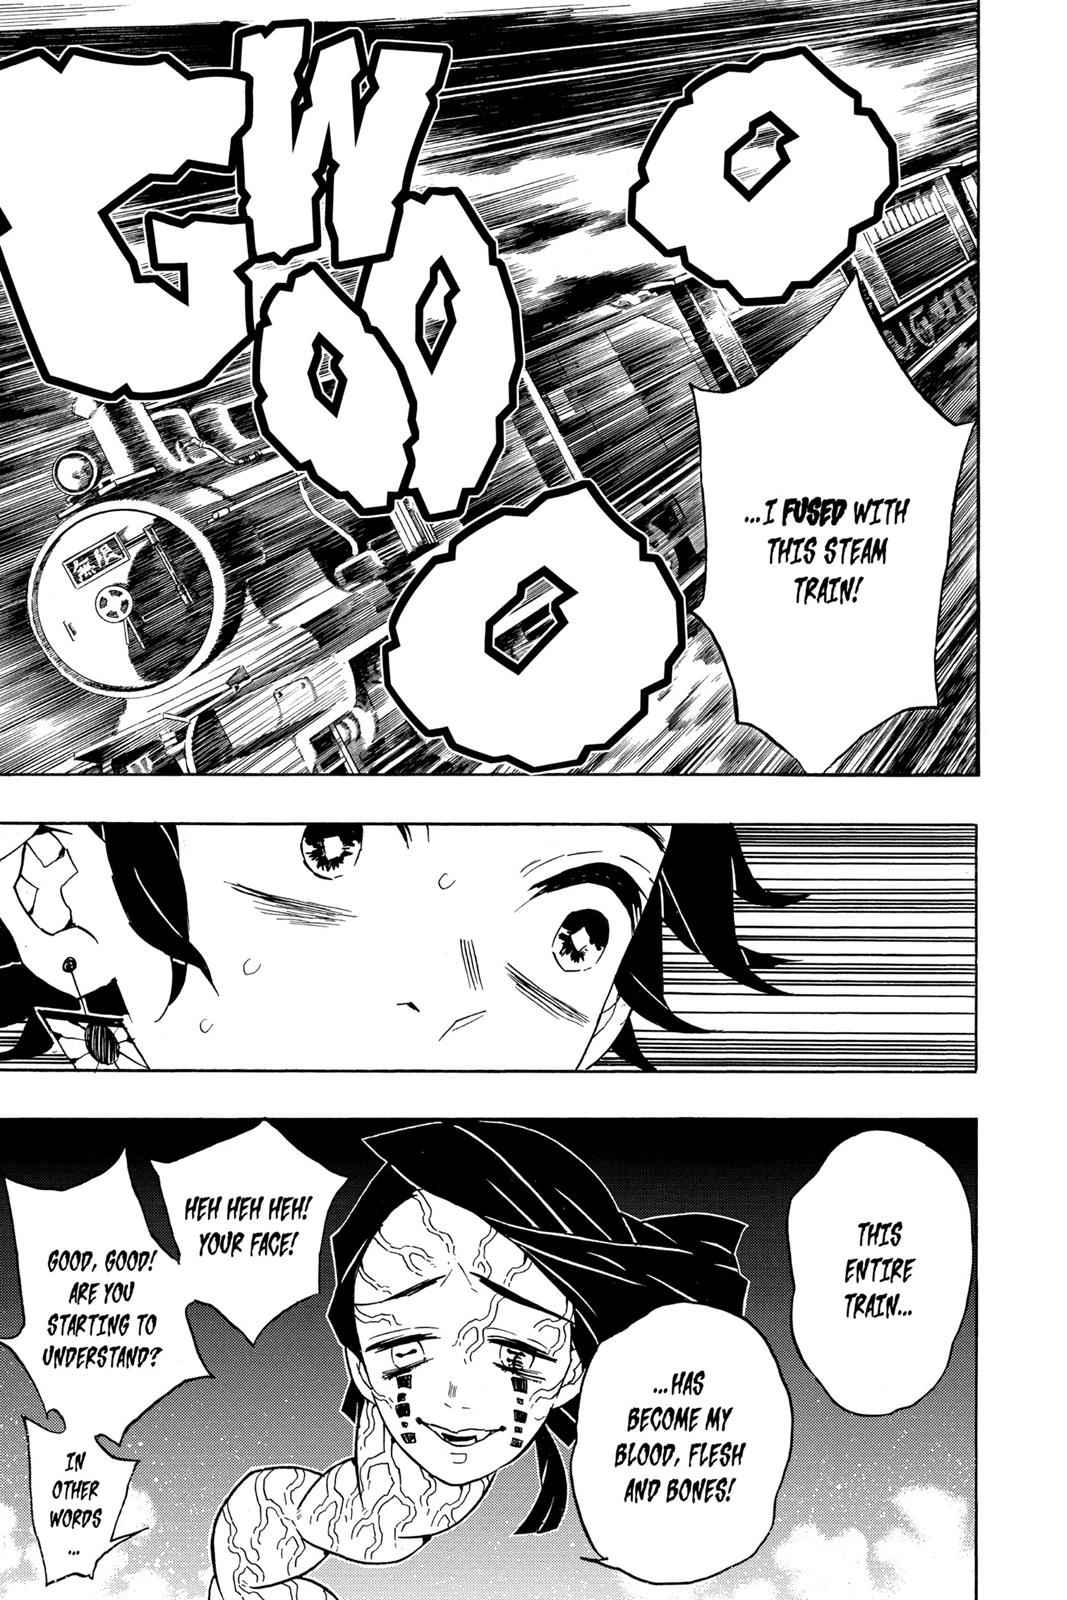 GWOOOO
...I FUSED WITH
THIS STEAM
TRAIN!
無限
THIS
ENTIRE
TRAIN...
...HAS
BECOME MY
BLOOD, FLESH
AND BONES!
HEH HEH HEH!
YOUR FACE!
GOOD, GOOD!
ARE YOU
STARTING TO
UNDERSTAND?
IN
OTHER
WORDS
...